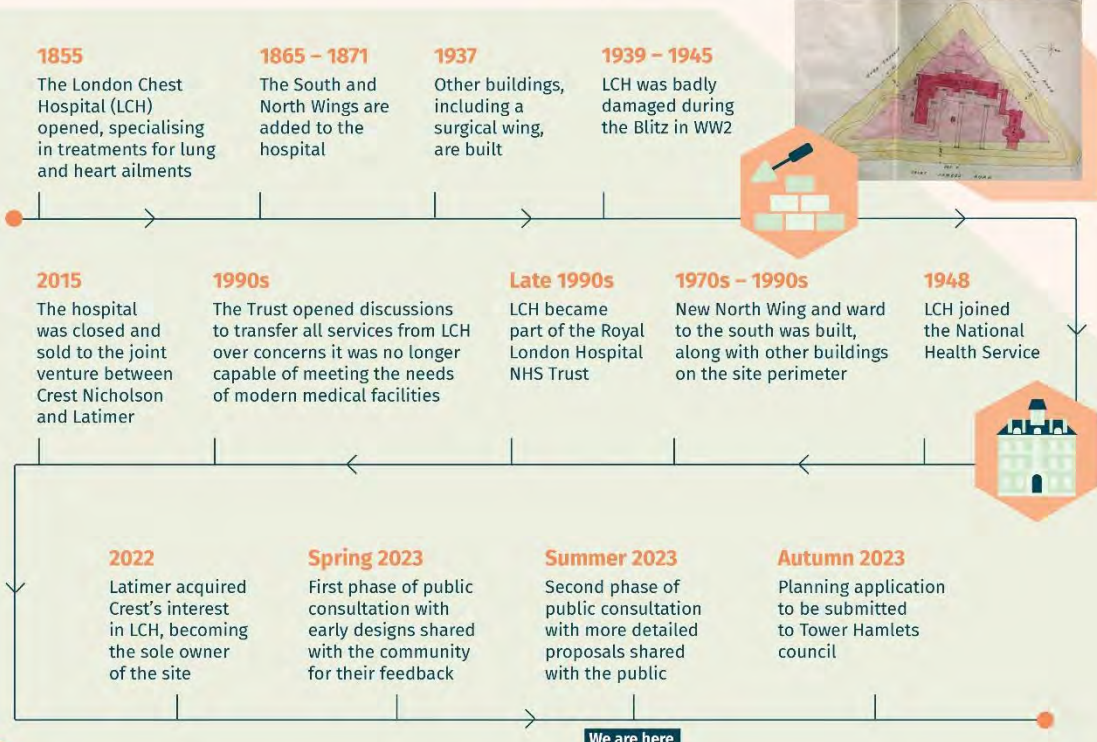 1855
The London Chest
Hospital (LCH)
opened, specialising
in treatments for lung
and heart ailments
1865 – 1871
The South and
North Wings are
added to the
hospital
1937
Other buildings,
including a
surgical wing,
are built
1939 – 1945
LCH was badly
damaged during
the Blitz in WW2
1948
LCH joined
the National
Health Service
1970s – 1990s
New North Wing and ward
to the south was built,
along with other buildings
on the site perimeter
Late 1990s
LCH became
part of the Royal
London Hospital
NHS Trust
1990s
The Trust opened discussions
to transfer all services from LCH
over concerns it was no longer
capable of meeting the needs
of modern medical facilities
2015
The hospital
was closed and
sold to the joint
venture between
Crest Nicholson
and Latimer
2022
Latimer acquired
Crest’s interest
in LCH, becoming
the sole owner
of the site
Spring 2023
First phase of public
consultation with
early designs shared
with the community
for their feedback
Summer 2023
Second phase of
public consultation
with more detailed
proposals shared
with the public
Autumn 2023
Planning application
to be submitted
to Tower Hamlets
council
We are here